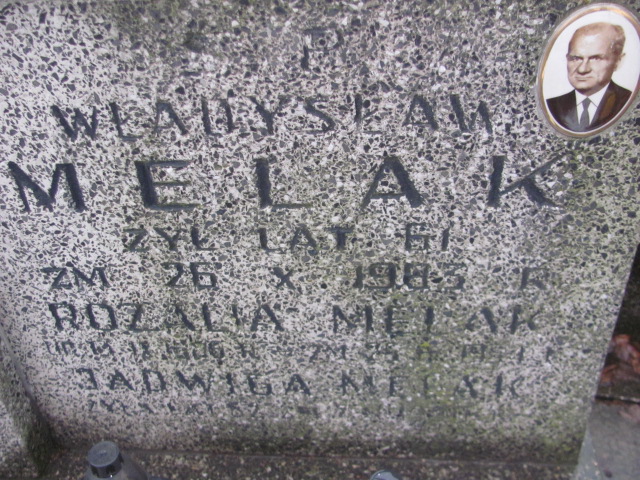 WŁADYSŁAW
MELAK
ŻYŁ LAT 61
ZM 26 X 1983 R
ROZALIA MELAK
JADWIGA MELAK